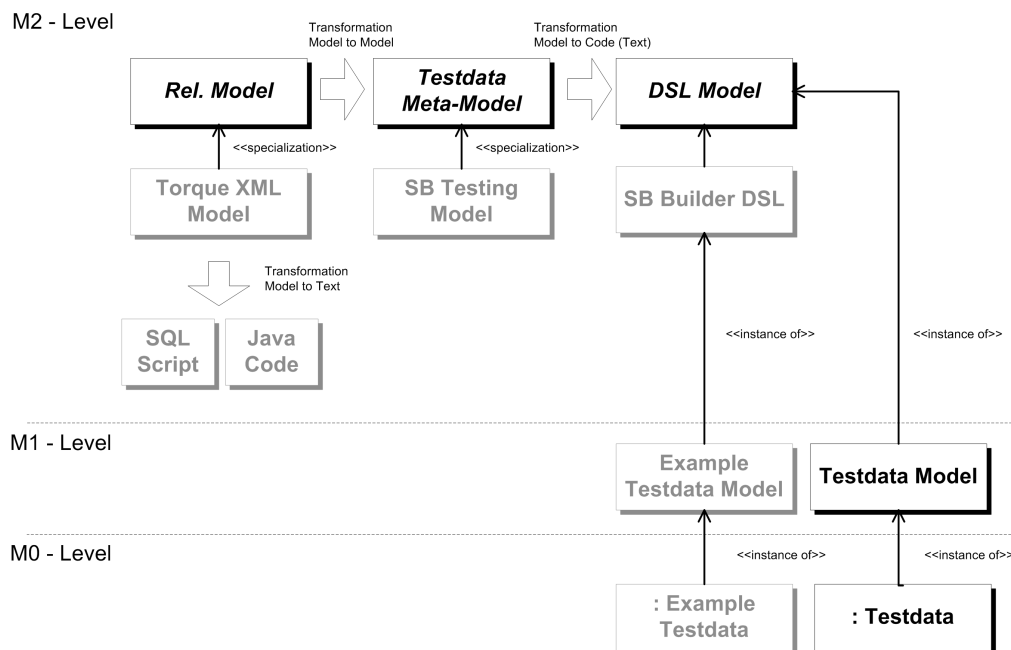 M2 - Level
Transformation
Model to Model
Transformation
Model to Code (Text)
Rel. Model
Testdata
Meta-Model
DSL Model
<<specialization>>
<<specialization>>
Torque XML
Model
SB Testing
Model
SB Builder DSL
Transformation
Model to Text
SQL
Script
Java
Code
<<instance of>>
<<instance of>>
M1 - Level
Example
Testdata Model
Testdata Model
M0 - Level
<<instance of>>
<<instance of>>
: Example
Testdata
: Testdata